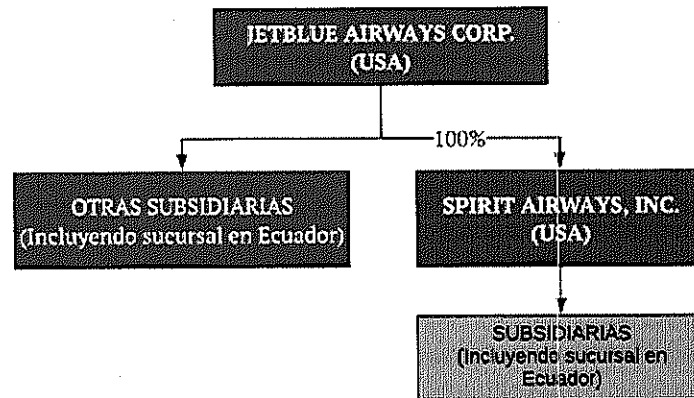 JETBLUE AIRWAYS CORP.
(USA)
100%
OTRAS SUBSIDIARIAS
(Incluyendo sucursal en Ecuador)
SPIRIT AIRWAYS, INC.
(USA)
SUBSIDIARIAS
(Incluyendo sucursal en
Ecuador)